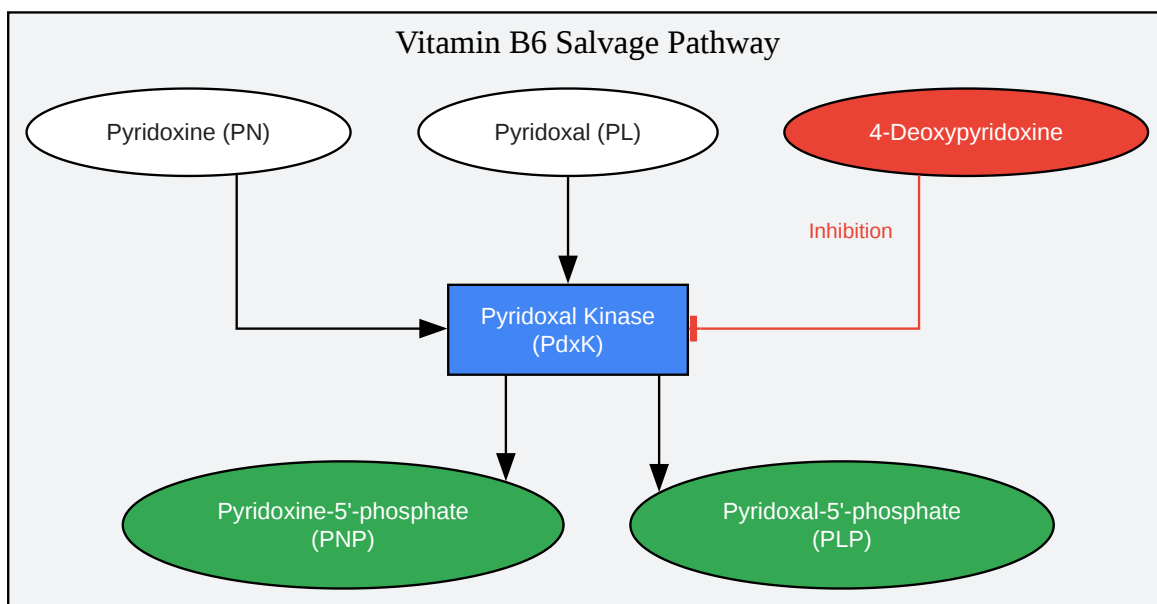 Vitamin B6 Salvage Pathway
Pyridoxine (PN)
Pyridoxal (PL)
4-Deoxypyridoxine
Inhibition
Pyridoxal Kinase
(PdxK)
Pyridoxine-5'-phosphate
(PNP)
Pyridoxal-5'-phosphate
(PLP)